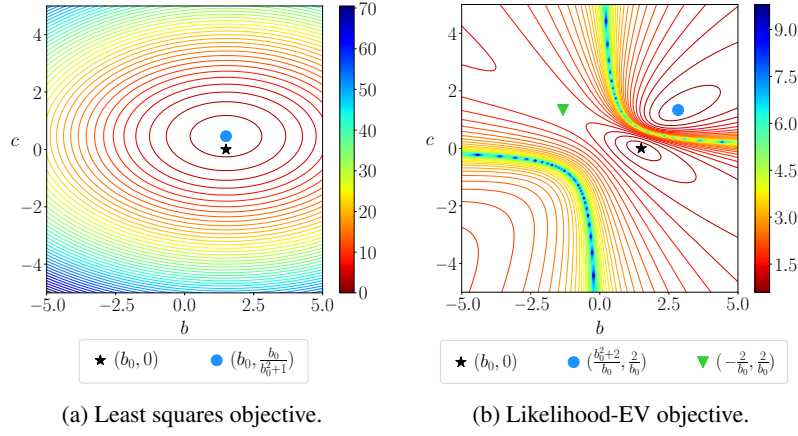 4
2
c 0
−2
−4
−5.0 −2.5 0.0 2.5 5.0
b
70
60
50
40
30
20
10
0
★ (b₀, 0) ● (b₀, b₀/(b₀²+1))
(a) Least squares objective.
4
2
c 0
−2
−4
−5.0 −2.5 0.0 2.5 5.0
b
9.0
7.5
6.0
4.5
3.0
1.5
★ (b₀, 0) ● ((b₀²+2)/b₀, 2/b₀) ▼ (−2/b₀, 2/b₀)
(b) Likelihood-EV objective.